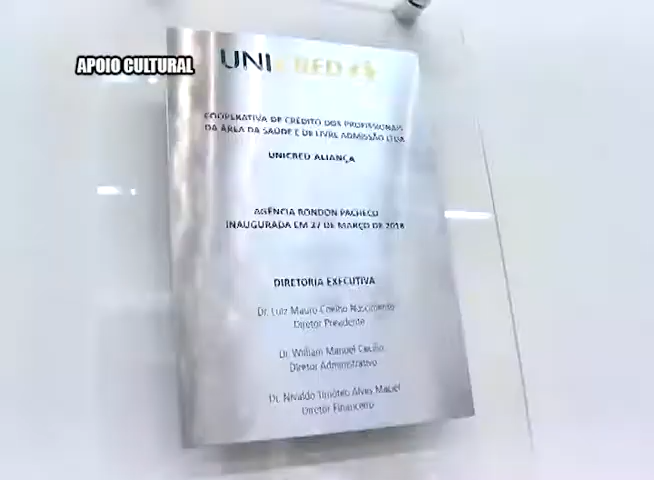 APOIO CULTURAL
UNICRED
COOPERATIVA DE CRÉDITO DOS PROFISSIONAIS
DA ÁREA DA SAÚDE E DE LIVRE ADMISSÃO LTDA
UNICRED ALIANÇA
AGÊNCIA RONDON PACHECO
INAUGURADA EM 27 DE MARÇO DE 2018
DIRETORIA EXECUTIVA
Dr. Luiz Mauro Coelho Nascimento
Diretor Presidente
Dr. William Manuel Cecílio
Diretor Administrativo
Dr. Nivaldo Timóteo Alves Maciel
Diretor Financeiro